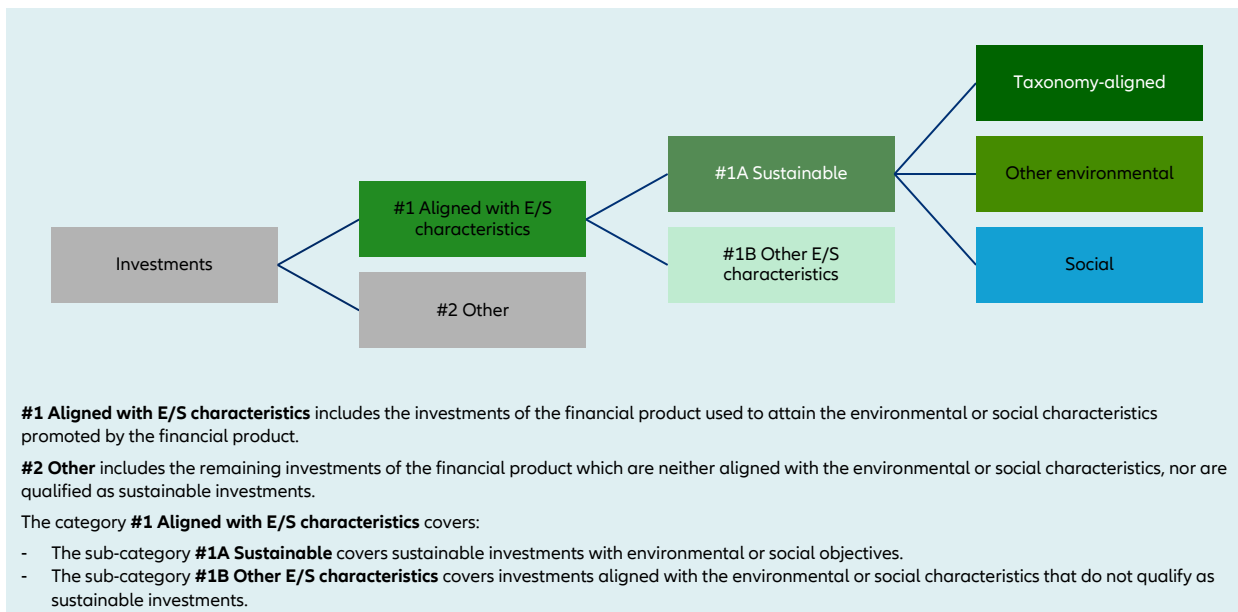 Taxonomy-aligned
#1A Sustainable
Other environmental
#1 Aligned with E/S
characteristics
Investments
#1B Other E/S
characteristics
Social
#2 Other
#1 Aligned with E/S characteristics includes the investments of the financial product used to attain the environmental or social characteristics
promoted by the financial product.
#2 Other includes the remaining investments of the financial product which are neither aligned with the environmental or social characteristics, nor are
qualified as sustainable investments.
The category #1 Aligned with E/S characteristics covers:
- The sub-category #1A Sustainable covers sustainable investments with environmental or social objectives.
- The sub-category #1B Other E/S characteristics covers investments aligned with the environmental or social characteristics that do not qualify as
sustainable investments.